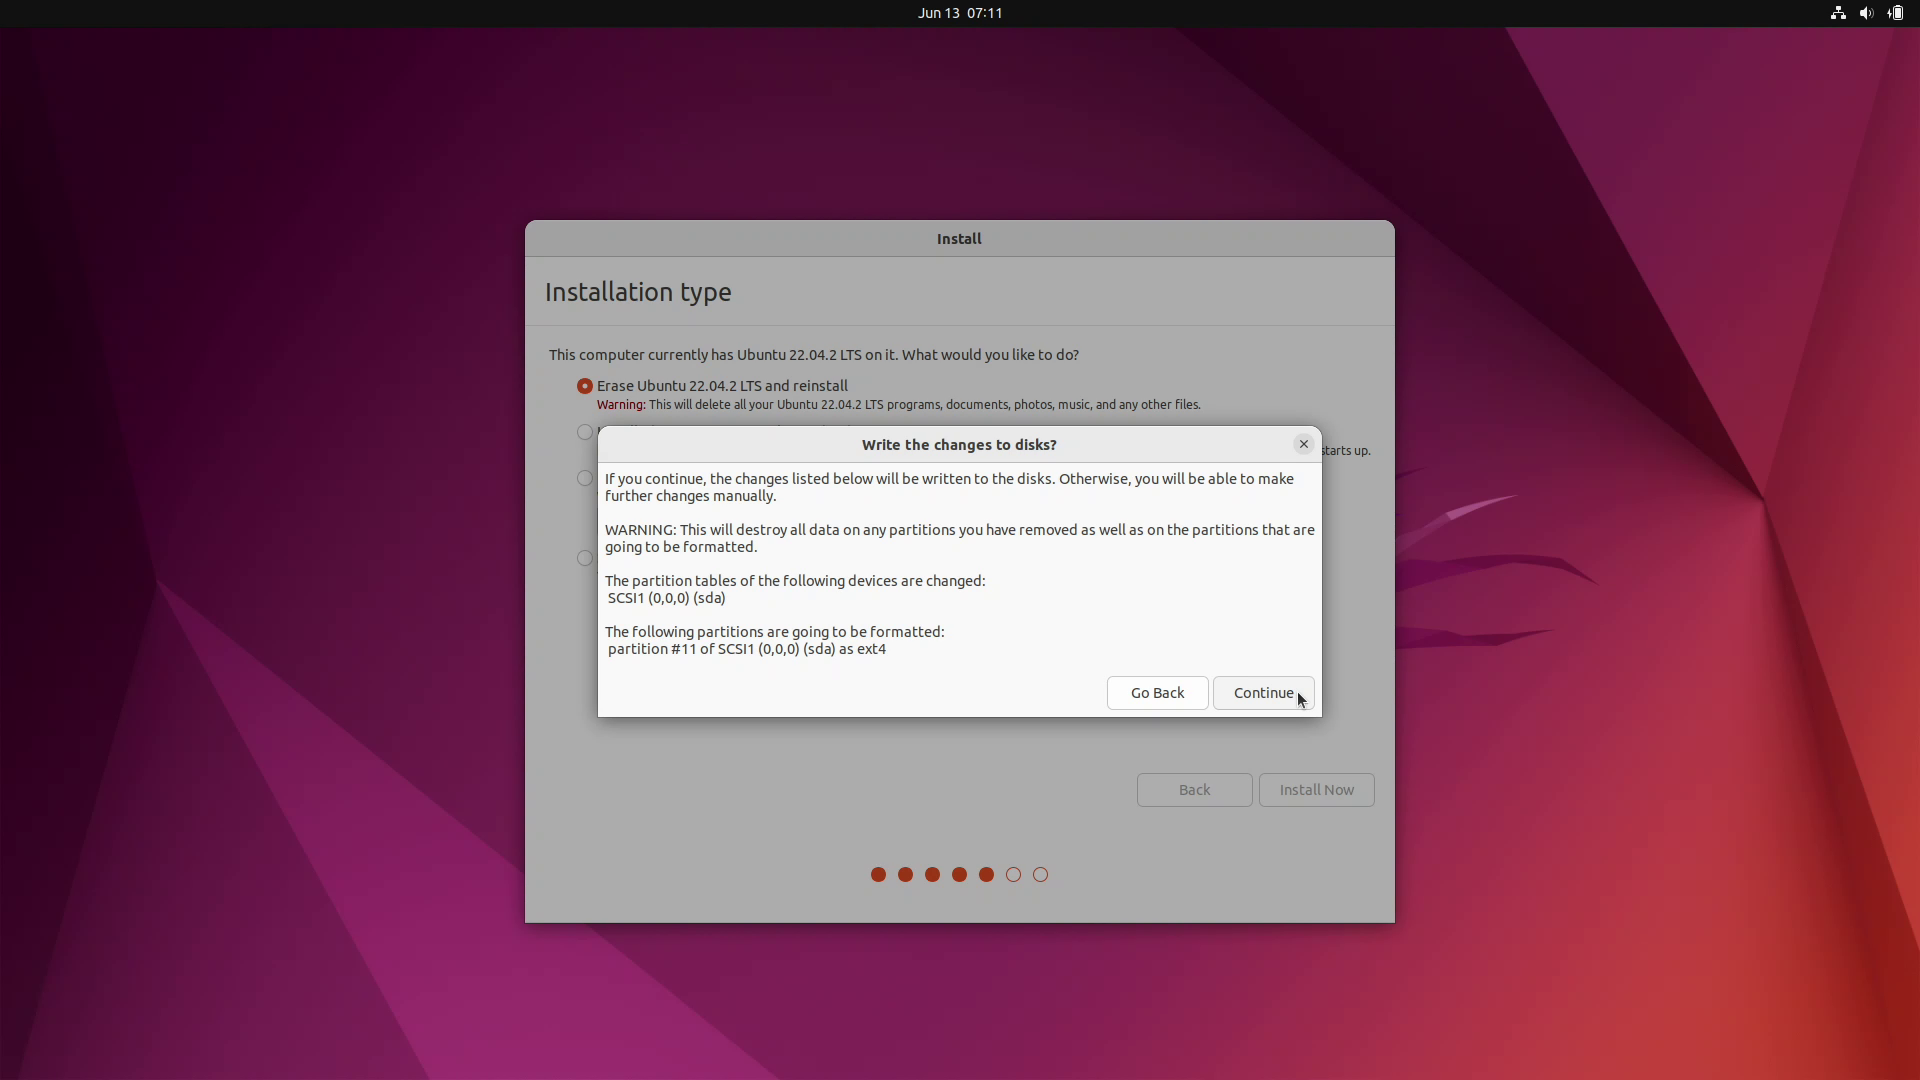 Jun 13 07:11
Install
Installation type
This computer currently has Ubuntu 22.04.2 LTS on it. What would you like to do?
Erase Ubuntu 22.04.2 LTS and reinstall
Warning: This will delete all your Ubuntu 22.04.2 LTS programs, documents, photos, music, and any other files.
starts up.
Write the changes to disks?
If you continue, the changes listed below will be written to the disks. Otherwise, you will be able to make
further changes manually.
WARNING: This will destroy all data on any partitions you have removed as well as on the partitions that are
going to be formatted.
The partition tables of the following devices are changed:
SCSI1 (0,0,0) (sda)
The following partitions are going to be formatted:
partition #11 of SCSI1 (0,0,0) (sda) as ext4
Go Back
Continue
Back
Install Now